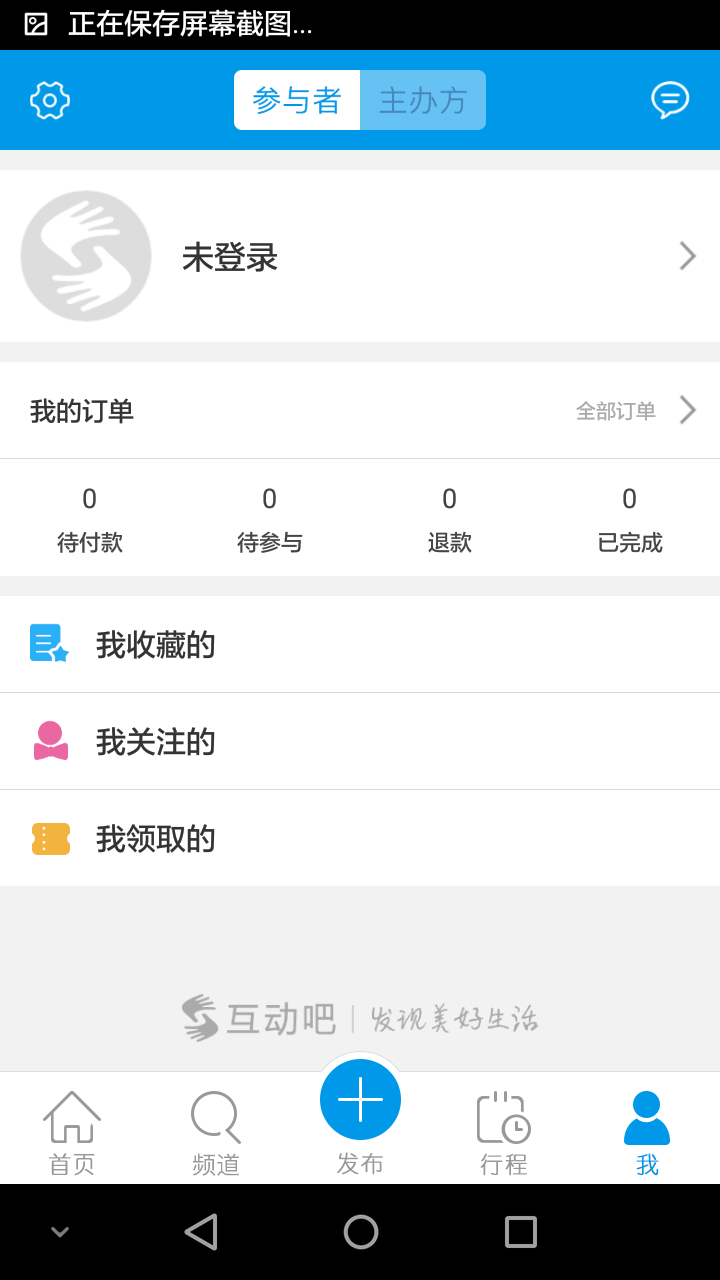 正在保存屏幕截图...
参与者 主办方
未登录
我的订单 全部订单
0 0 0 0
待付款 待参与 退款 已完成
我收藏的
我关注的
我领取的
互动吧 | 发现美好生活
首页 频道 发布 行程 我